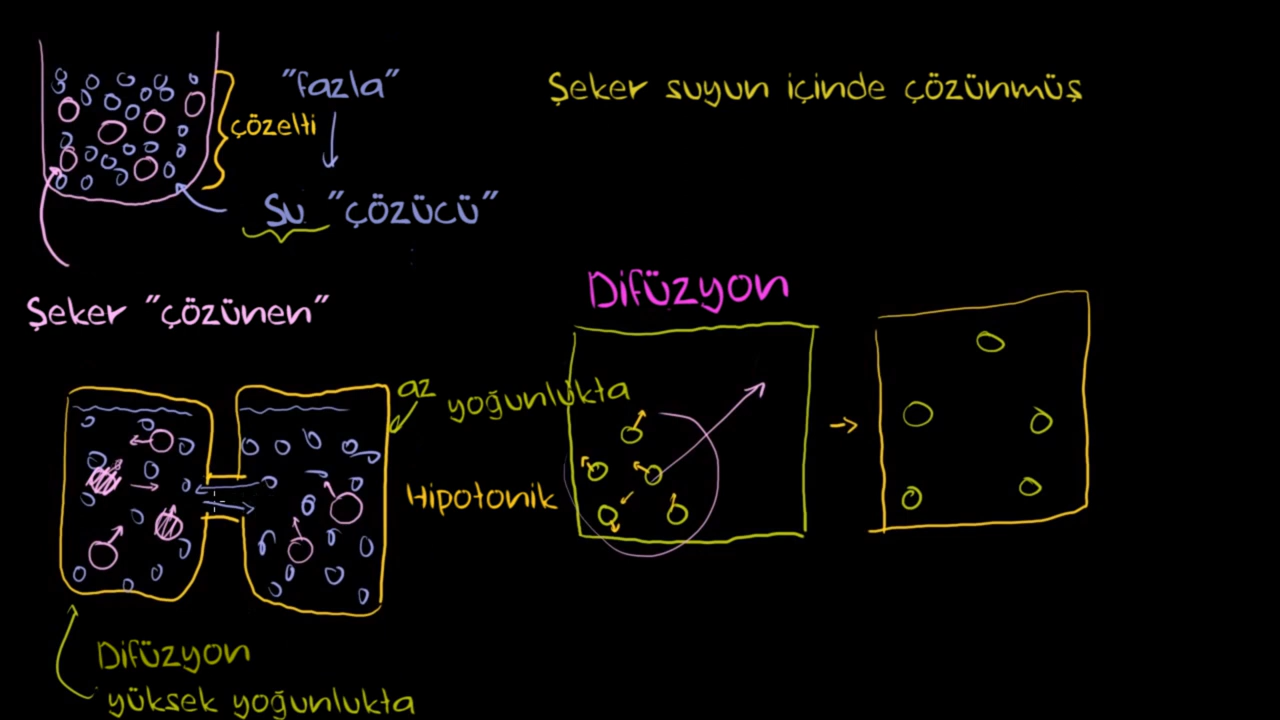 "fazla"
çözelti
Su "çözücü"
Şeker "çözünen"
Şeker suyun içinde çözünmüş
Difüzyon
az
yoğunlukta
Hipotonik
Difüzyon
yüksek yoğunlukta